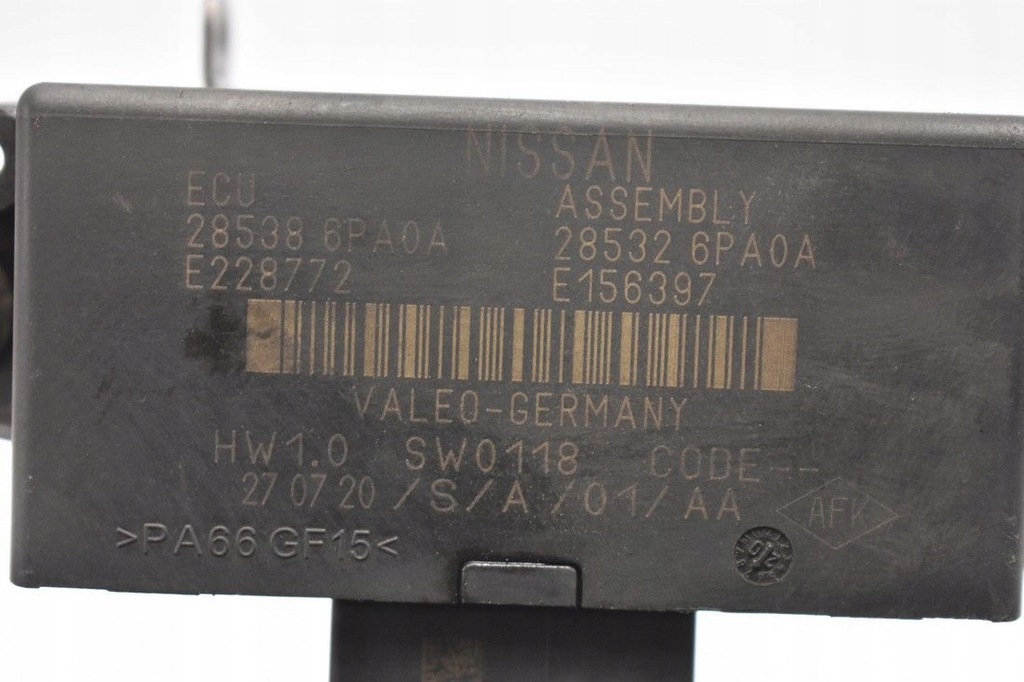 NISSAN
ECU
28538 6PA0A
E228772
ASSEMBLY
28532 6PA0A
E156397
VALEO-GERMANY
HW1.0 SW0118 CODE--
27 07 20 /S/A/01/AA
AFK
>PA66 GF15<